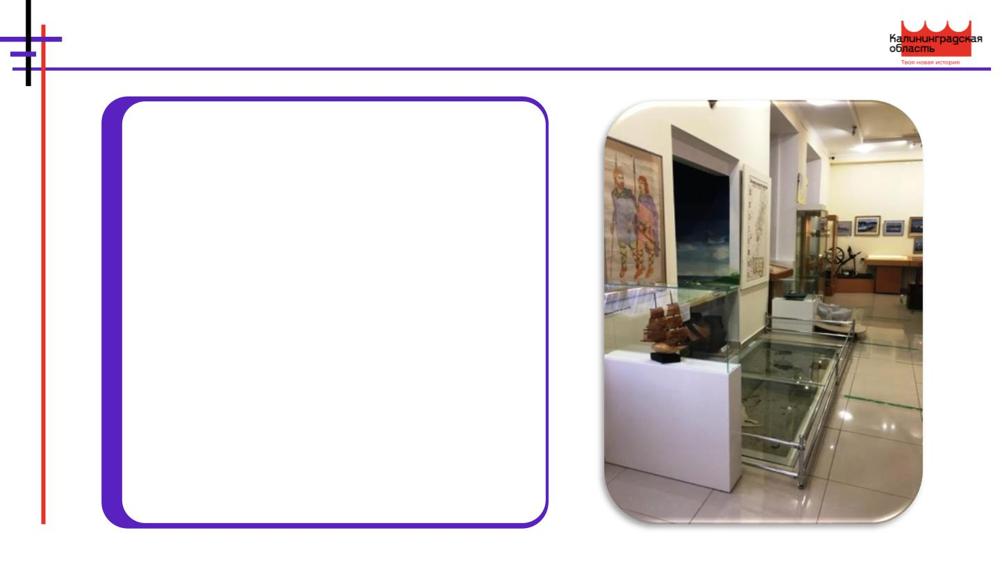 Калининградская
область
Твоя новая история